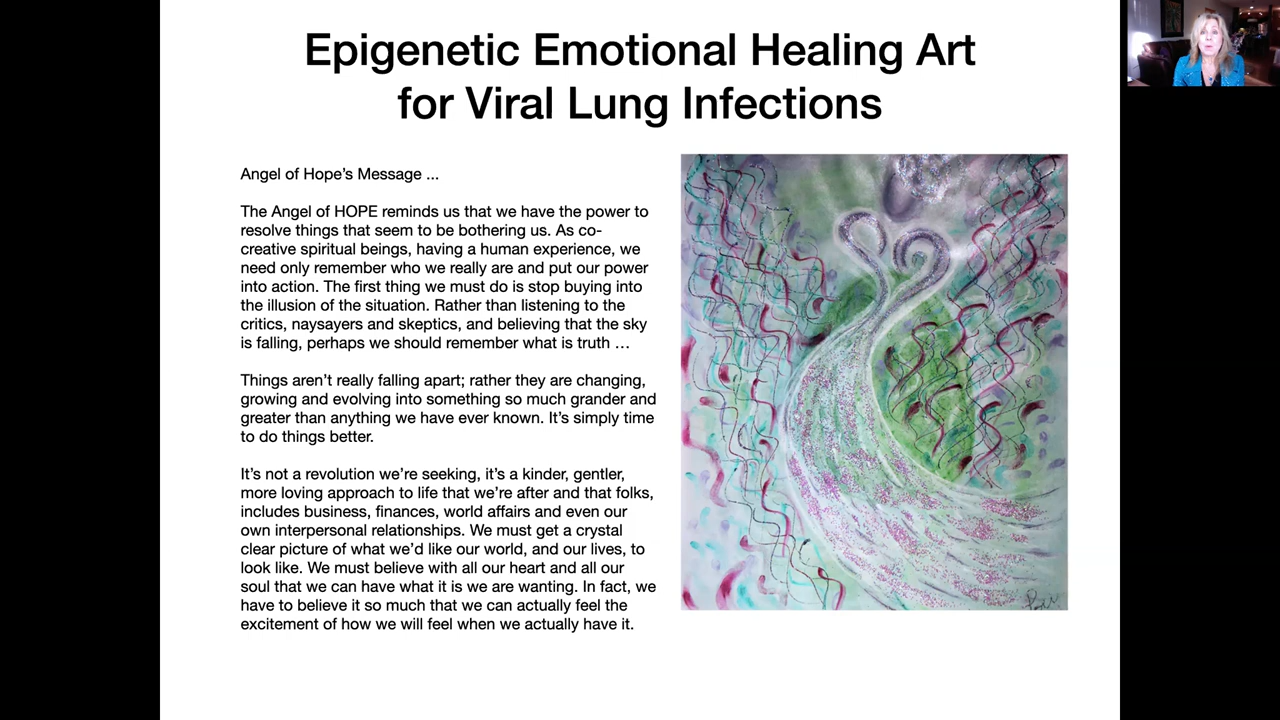 Epigenetic Emotional Healing Art
for Viral Lung Infections
Angel of Hope’s Message ...
The Angel of HOPE reminds us that we have the power to
resolve things that seem to be bothering us. As co-
creative spiritual beings, having a human experience, we
need only remember who we really are and put our power
into action. The first thing we must do is stop buying into
the illusion of the situation. Rather than listening to the
critics, naysayers and skeptics, and believing that the sky
is falling, perhaps we should remember what is truth …
Things aren’t really falling apart; rather they are changing,
growing and evolving into something so much grander and
greater than anything we have ever known. It’s simply time
to do things better.
It’s not a revolution we’re seeking, it’s a kinder, gentler,
more loving approach to life that we’re after and that folks,
includes business, finances, world affairs and even our
own interpersonal relationships. We must get a crystal
clear picture of what we’d like our world, and our lives, to
look like. We must believe with all our heart and all our
soul that we can have what it is we are wanting. In fact, we
have to believe it so much that we can actually feel the
excitement of how we will feel when we actually have it.